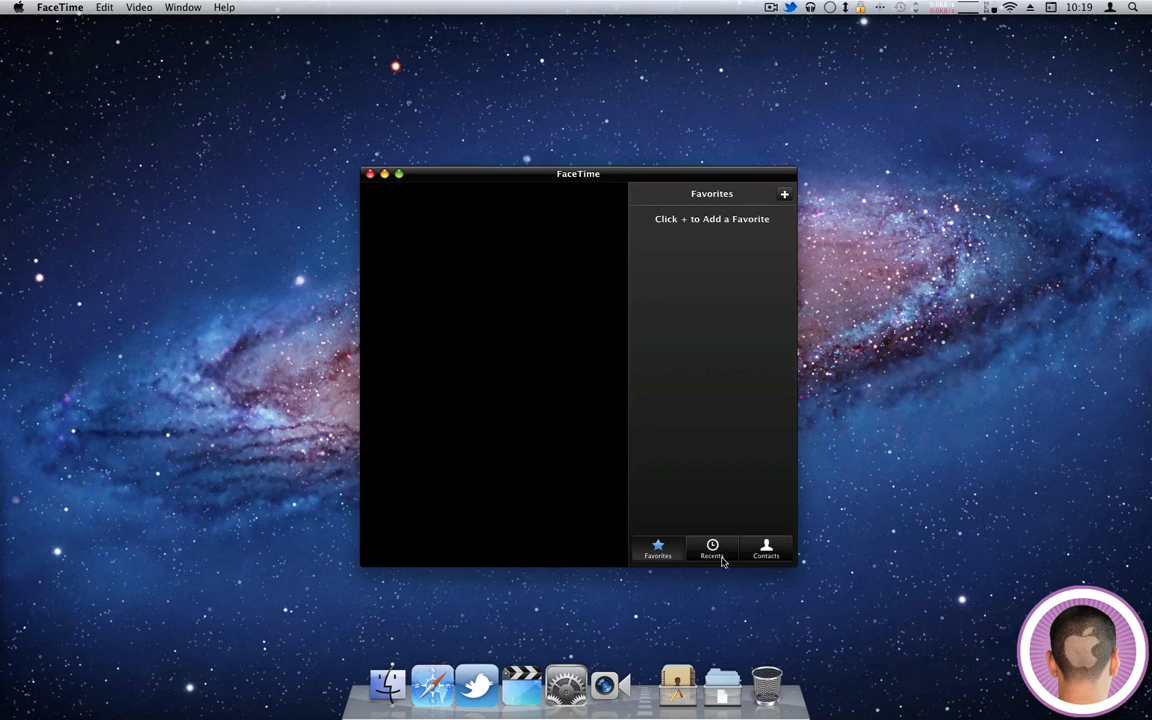 FaceTime Edit Video Window Help
10:19
FaceTime
Favorites
Click + to Add a Favorite
Favorites Recents Contacts